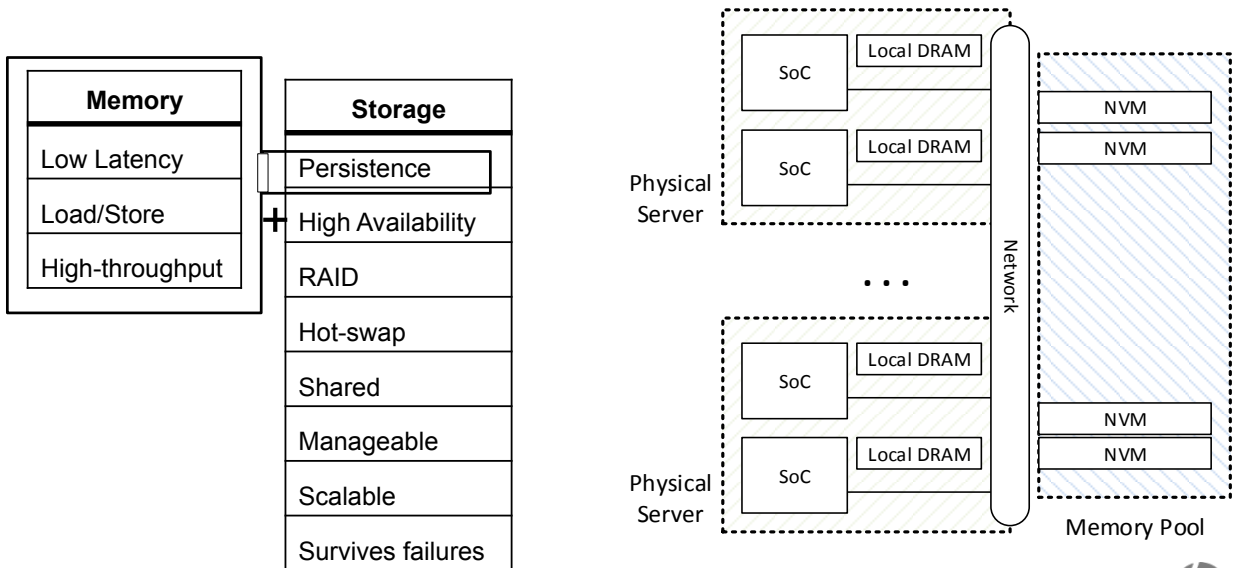 Memory
Low Latency
Load/Store
High-throughput
+
Storage
Persistence
High Availability
RAID
Hot-swap
Shared
Manageable
Scalable
Survives failures
SoC
Local DRAM
SoC
Local DRAM
Physical
Server
...
SoC
Local DRAM
SoC
Local DRAM
Physical
Server
Network
NVM
NVM
NVM
NVM
Memory Pool